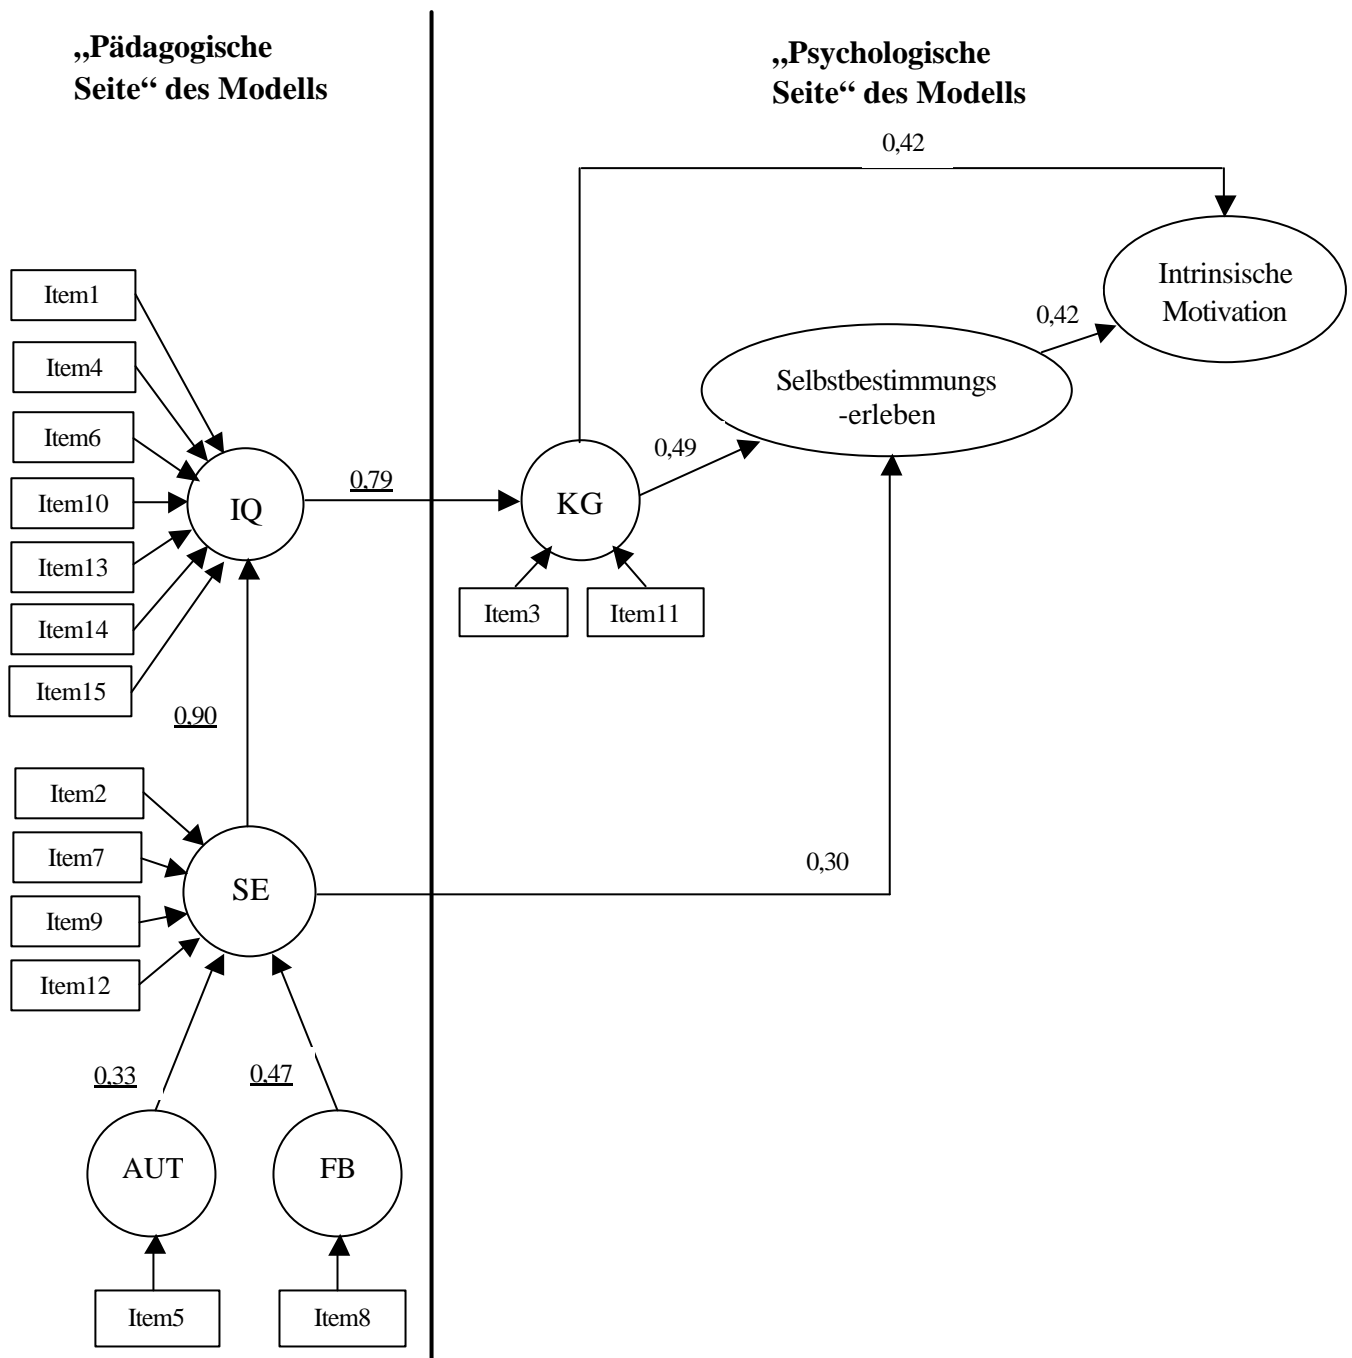 „Pädagogische
Seite“ des Modells
„Psychologische
Seite“ des Modells
0,42
Intrinsische
Motivation
0,42
Selbstbestimmungs
-erleben
Item1
Item4
Item6
Item10
Item13
Item14
Item15
IQ
0,79
KG
0,49
Item3
Item11
0,90
Item2
Item7
Item9
Item12
SE
0,30
0,33
0,47
AUT
FB
Item5
Item8